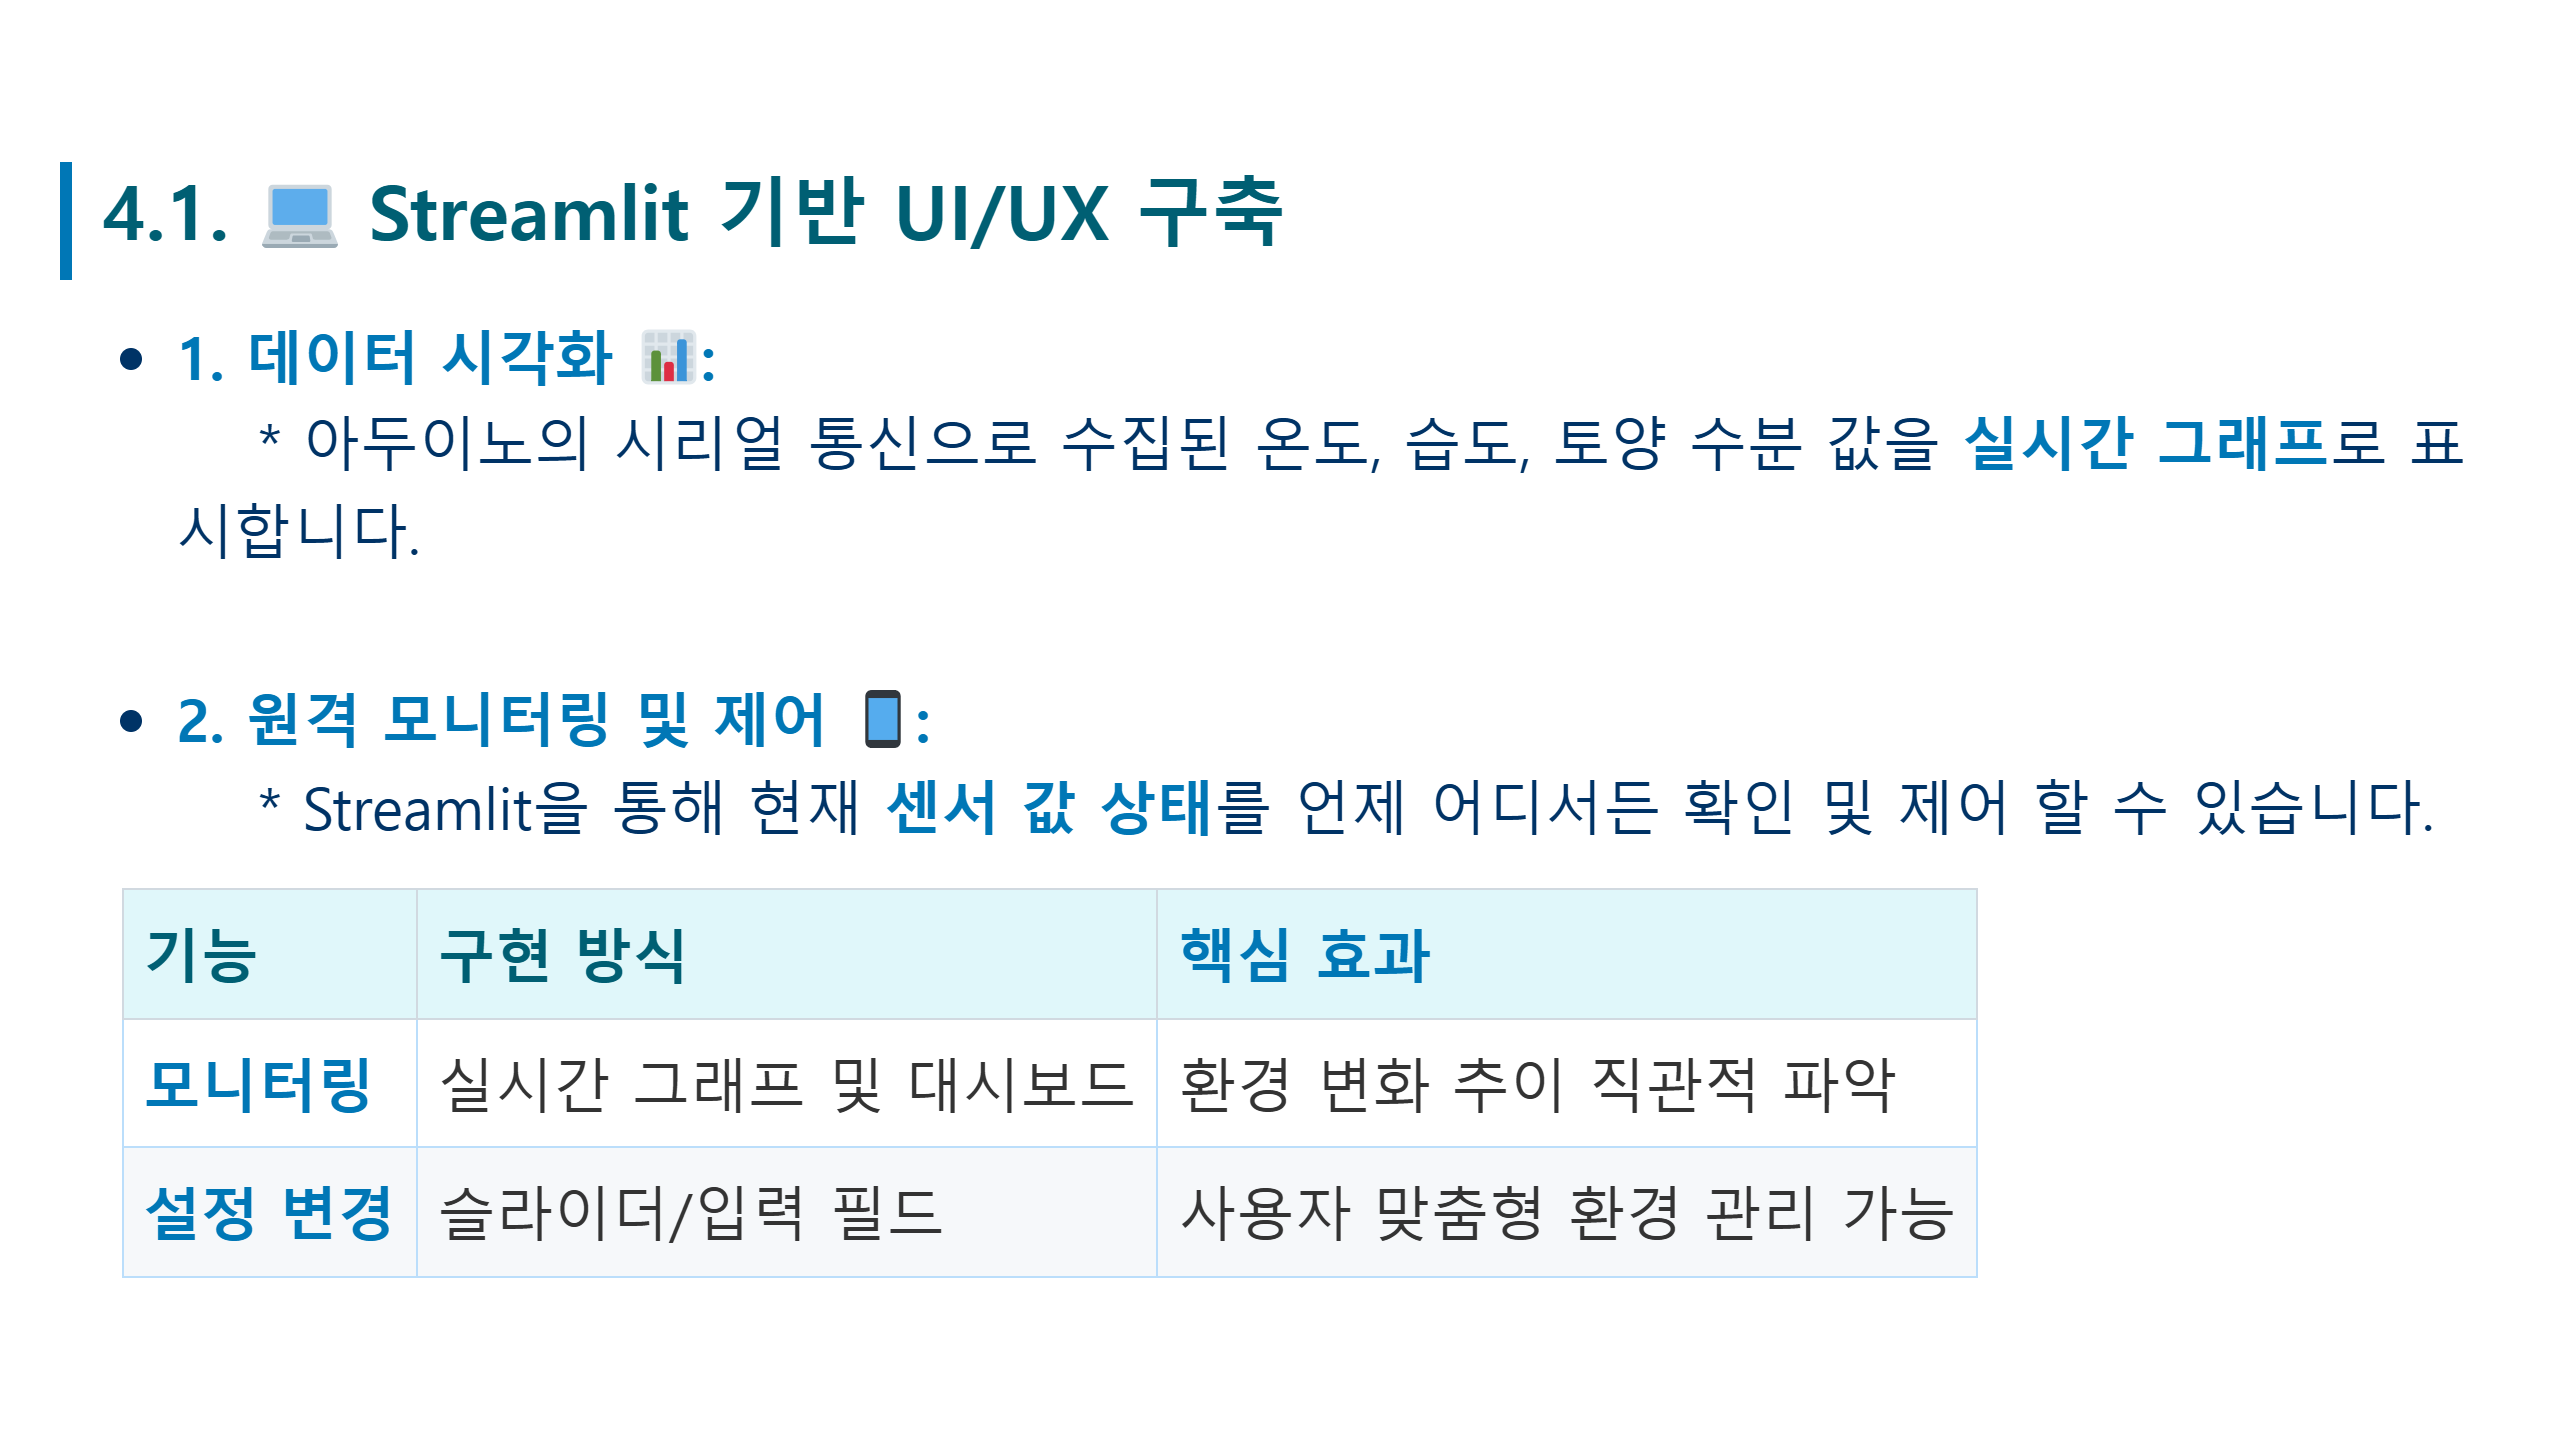 4.1. 💻 Streamlit 기반 UI/UX 구축
• 1. 데이터 시각화 📊:
* 아두이노의 시리얼 통신으로 수집된 온도, 습도, 토양 수분 값을 실시간 그래프로 표
시합니다.
• 2. 원격 모니터링 및 제어 📱:
* Streamlit을 통해 현재 센서 값 상태를 언제 어디서든 확인 및 제어 할 수 있습니다.
기능 구현 방식 핵심 효과
모니터링 실시간 그래프 및 대시보드 환경 변화 추이 직관적 파악
설정 변경 슬라이더/입력 필드 사용자 맞춤형 환경 관리 가능